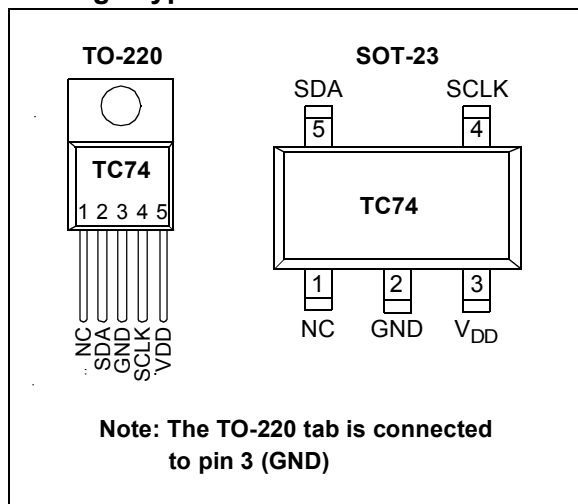 TO-220
SOT-23
SDA
SCLK
5
4
TC74
1 2 3 4 5
TC74
1
2
3
NC
SDA
GND
SCLK
VDD
NC
GND
VDD
Note: The TO-220 tab is connected
to pin 3 (GND)